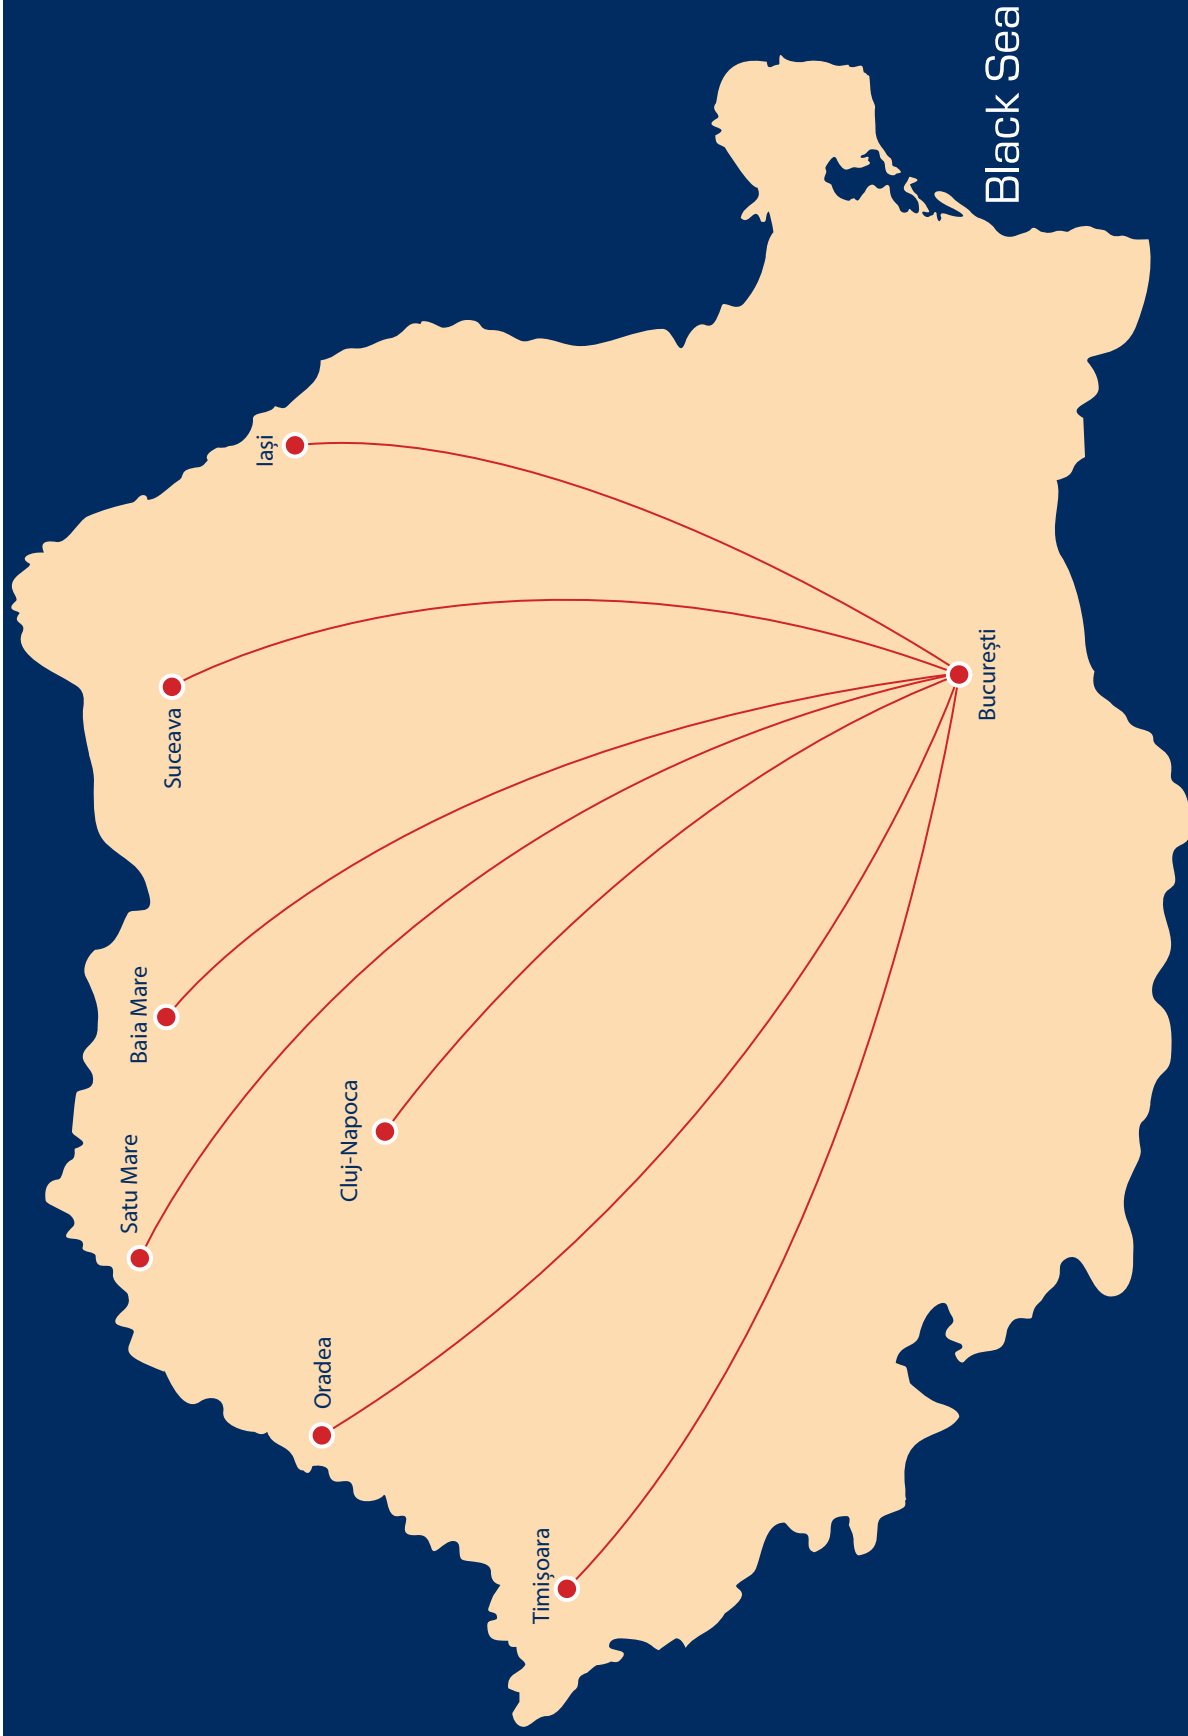 Satu Mare
Baia Mare
Suceava
Iași
Oradea
Cluj-Napoca
Timișoara
București
Black Sea